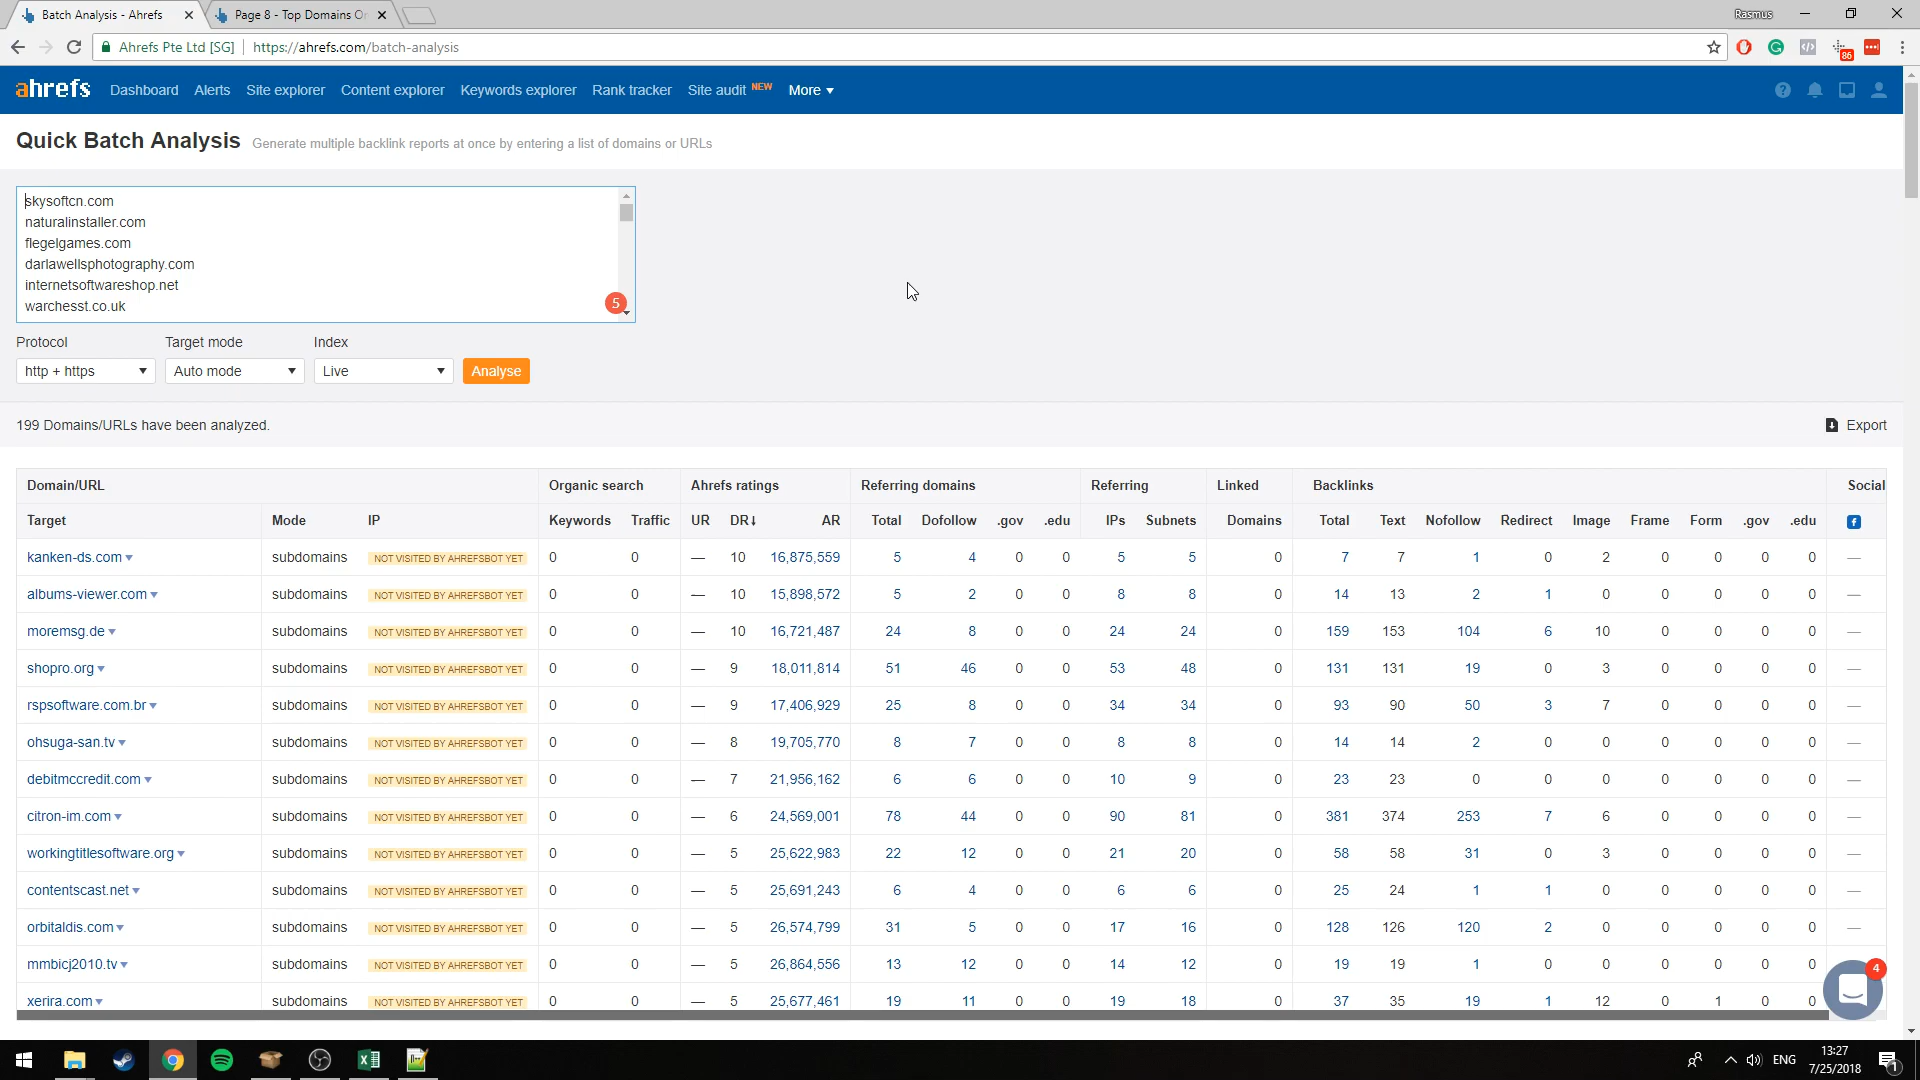 Batch Analysis - Ahrefs
Page 8 - Top Domains Or
Rasmus
Ahrefs Pte Ltd [SG] https://ahrefs.com/batch-analysis
86
ahrefs Dashboard Alerts Site explorer Content explorer Keywords explorer Rank tracker Site audit NEW More
Quick Batch Analysis Generate multiple backlink reports at once by entering a list of domains or URLs
skysoftcn.com
naturalinstaller.com
flegelgames.com
darlawellsphotography.com
internetsoftwareshop.net
warchesst.co.uk
5
Protocol Target mode Index
http + https Auto mode Live Analyse
199 Domains/URLs have been analyzed. Export
Domain/URL Organic search Ahrefs ratings Referring domains Referring Linked Backlinks Social
Target Mode IP Keywords Traffic UR DR↓ AR Total Dofollow .gov .edu IPs Subnets Domains Total Text Nofollow Redirect Image Frame Form .gov .edu f
kanken-ds.com subdomains NOT VISITED BY AHREFSBOT YET 0 0 — 10 16,875,559 5 4 0 0 5 5 0 7 7 1 0 2 0 0 0 0 —
albums-viewer.com subdomains NOT VISITED BY AHREFSBOT YET 0 0 — 10 15,898,572 5 2 0 0 8 8 0 14 13 2 1 0 0 0 0 0 —
moremsg.de subdomains NOT VISITED BY AHREFSBOT YET 0 0 — 10 16,721,487 24 8 0 0 24 24 0 159 153 104 6 10 0 0 0 0 —
shopro.org subdomains NOT VISITED BY AHREFSBOT YET 0 0 — 9 18,011,814 51 46 0 0 53 48 0 131 131 19 0 3 0 0 0 0 —
rspsoftware.com.br subdomains NOT VISITED BY AHREFSBOT YET 0 0 — 9 17,406,929 25 8 0 0 34 34 0 93 90 50 3 7 0 0 0 0 —
ohsuga-san.tv subdomains NOT VISITED BY AHREFSBOT YET 0 0 — 8 19,705,770 8 7 0 0 8 8 0 14 14 2 0 0 0 0 0 0 —
debitmccredit.com subdomains NOT VISITED BY AHREFSBOT YET 0 0 — 7 21,956,162 6 6 0 0 10 9 0 23 23 0 0 0 0 0 0 0 —
citron-im.com subdomains NOT VISITED BY AHREFSBOT YET 0 0 — 6 24,569,001 78 44 0 0 90 81 0 381 374 253 7 6 0 0 0 0 —
workingtitlesoftware.org subdomains NOT VISITED BY AHREFSBOT YET 0 0 — 5 25,622,983 22 12 0 0 21 20 0 58 58 31 0 3 0 0 0 0 —
contentscast.net subdomains NOT VISITED BY AHREFSBOT YET 0 0 — 5 25,691,243 6 4 0 0 6 6 0 25 24 1 1 0 0 0 0 0 —
orbitaldis.com subdomains NOT VISITED BY AHREFSBOT YET 0 0 — 5 26,574,799 31 5 0 0 17 16 0 128 126 120 2 0 0 0 0 0 —
mmbicj2010.tv subdomains NOT VISITED BY AHREFSBOT YET 0 0 — 5 26,864,556 13 12 0 0 14 12 0 19 19 1 0 0 0 0 0 0
xerira.com subdomains NOT VISITED BY AHREFSBOT YET 0 0 — 5 25,677,461 19 11 0 0 19 18 0 37 35 19 1 12 0 1 0 0
4
ENG
13:27
7/25/2018
1